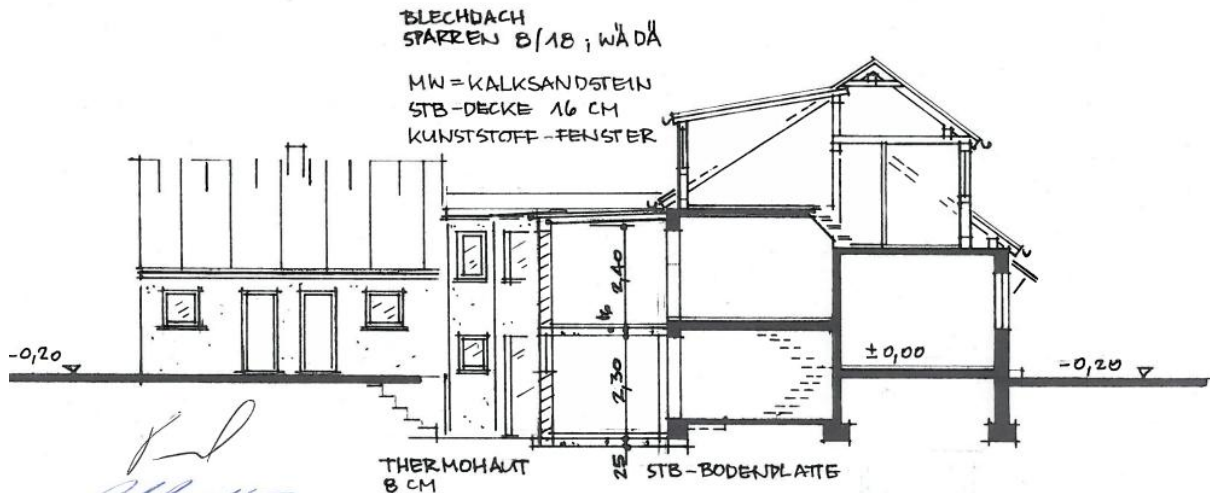 BLECHDACH
SPARREN 8/18 ; WÄDÄ
MW = KALKSANDSTEIN
STB-DECKE 16 CM
KUNSTSTOFF-FENSTER
2,40
16
-0,20
±0,00
-0,20
2,30
25
THERMOHAUT
8 CM
STB-BODENPLATTE